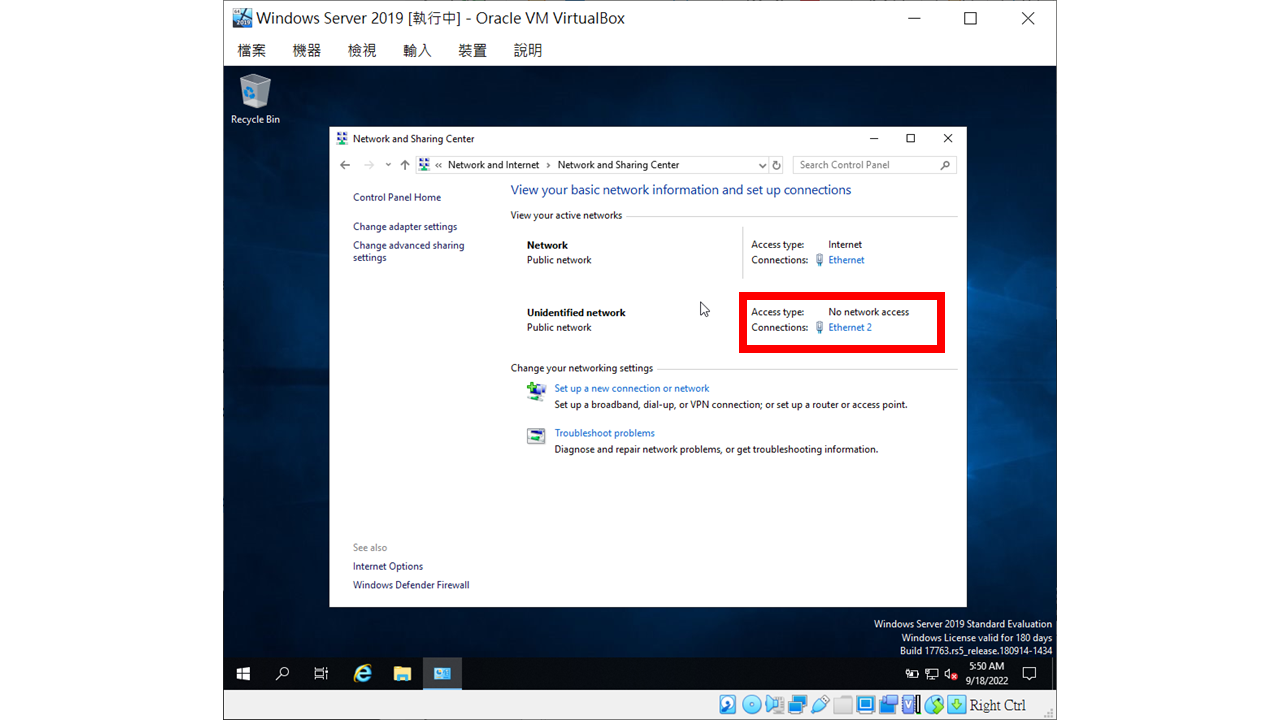 Windows Server 2019 [執行中] - Oracle VM VirtualBox
檔案 機器 檢視 輸入 裝置 說明
Recycle Bin
Network and Sharing Center
« Network and Internet › Network and Sharing Center
Search Control Panel
Control Panel Home
Change adapter settings
Change advanced sharing
settings
View your basic network information and set up connections
View your active networks
Network
Public network
Access type: Internet
Connections: Ethernet
Unidentified network
Public network
Access type: No network access
Connections: Ethernet 2
Change your networking settings
Set up a new connection or network
Set up a broadband, dial-up, or VPN connection; or set up a router or access point.
Troubleshoot problems
Diagnose and repair network problems, or get troubleshooting information.
See also
Internet Options
Windows Defender Firewall
Windows Server 2019 Standard Evaluation
Windows License valid for 180 days
Build 17763.rs5_release.180914-1434
5:50 AM
9/18/2022
Right Ctrl